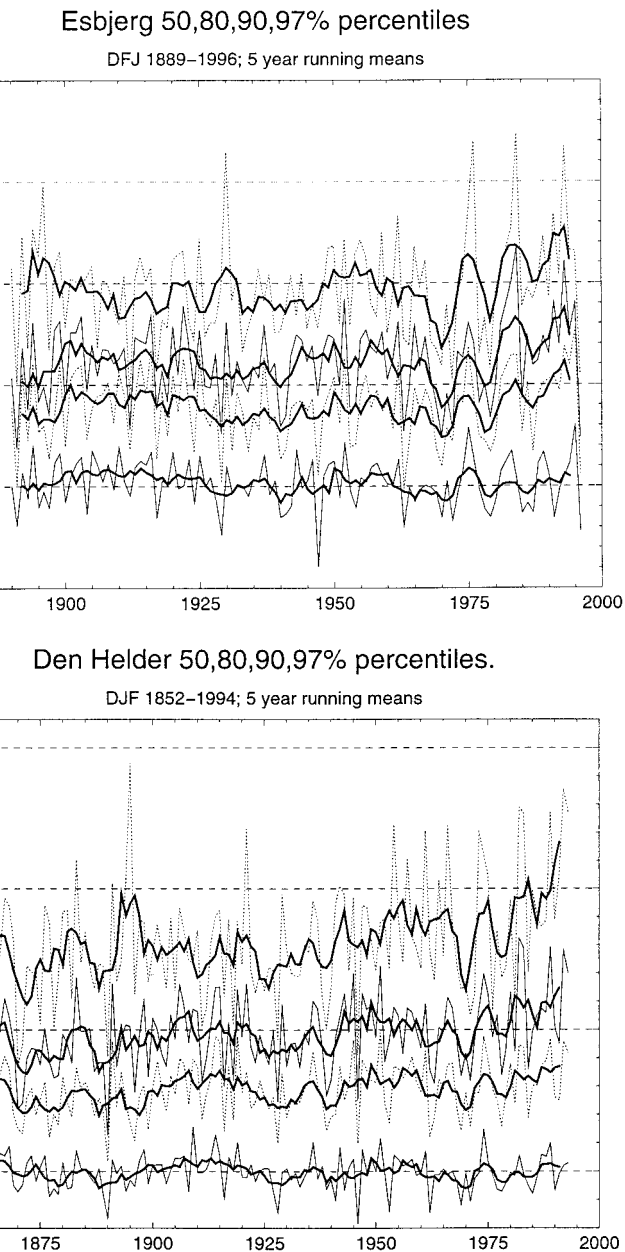 Esbjerg 50,80,90,97% percentiles
DFJ 1889–1996; 5 year running means
1900 1925 1950 1975 2000
Den Helder 50,80,90,97% percentiles.
DJF 1852–1994; 5 year running means
1875 1900 1925 1950 1975 2000